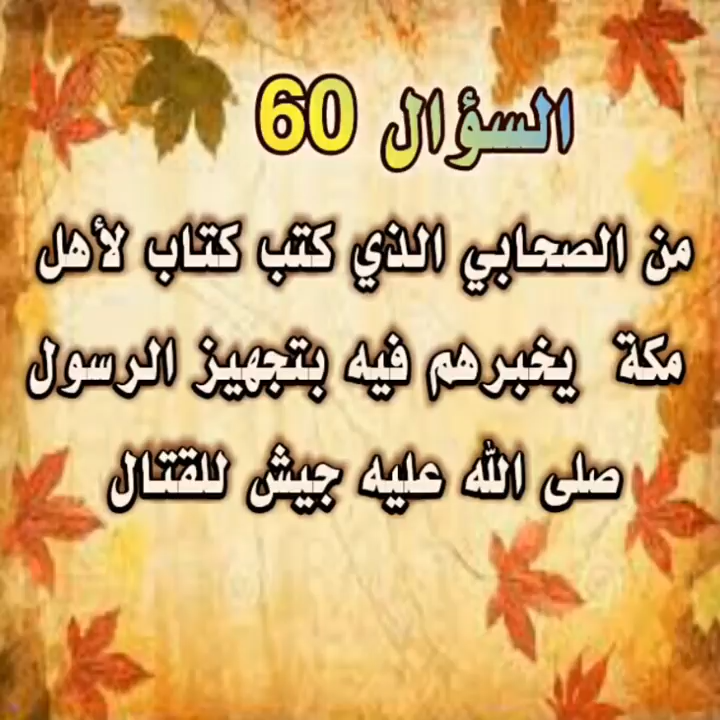 السؤال 60
من الصحابي الذي كتب كتاب لأهل
مكة يخبرهم فيه بتجهيز الرسول
صلى الله عليه جيش للقتال